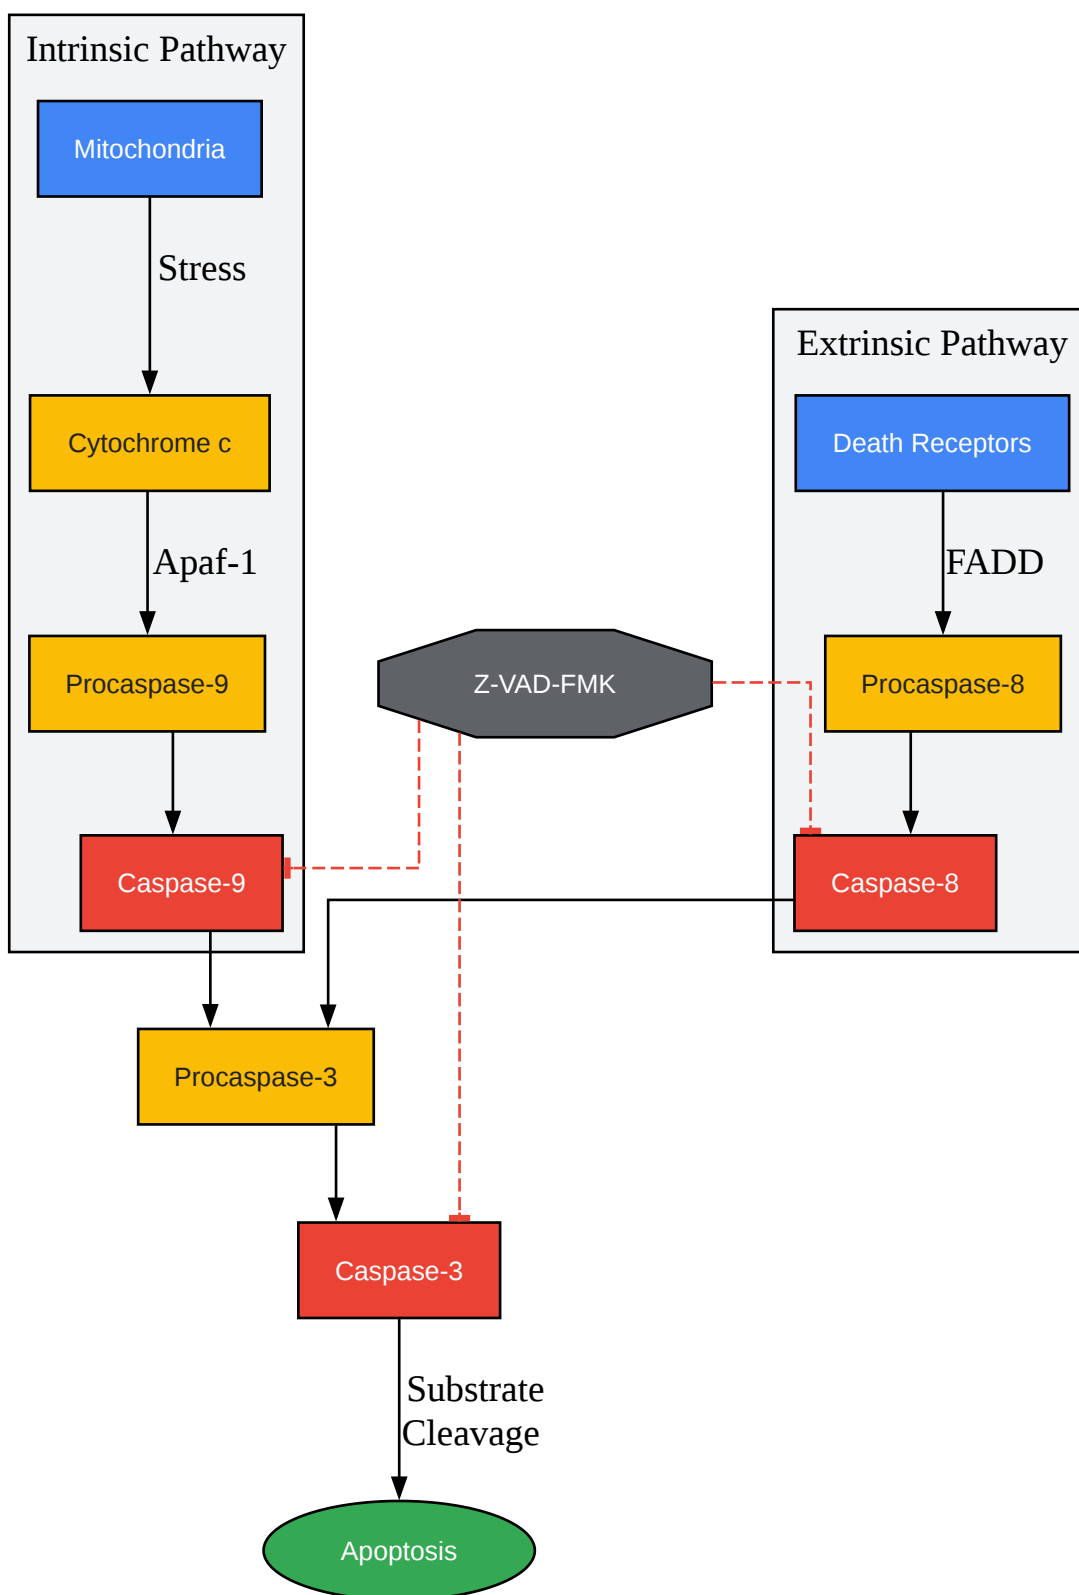 Intrinsic Pathway
Mitochondria
Stress
Extrinsic Pathway
Cytochrome c
Death Receptors
Apaf-1
FADD
Procaspase-9
Z-VAD-FMK
Procaspase-8
Caspase-9
Caspase-8
Procaspase-3
Caspase-3
Substrate
Cleavage
Apoptosis